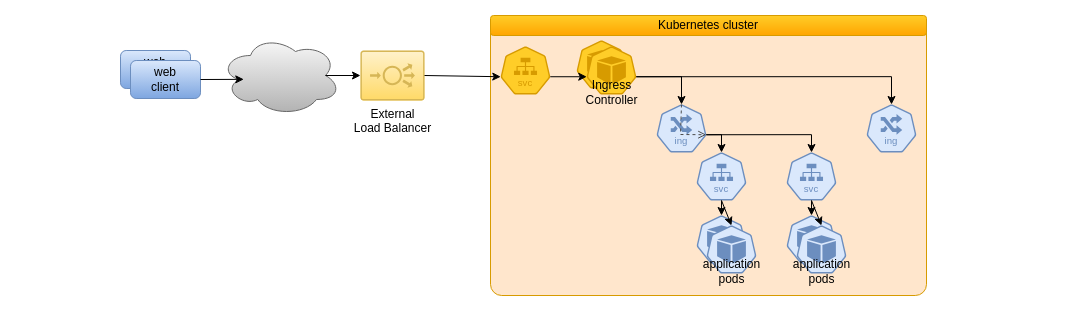 Kubernetes cluster
web
web
client
External
Load Balancer
svc
Ingress
Controller
ing
ing
svc
svc
application
pods
application
pods